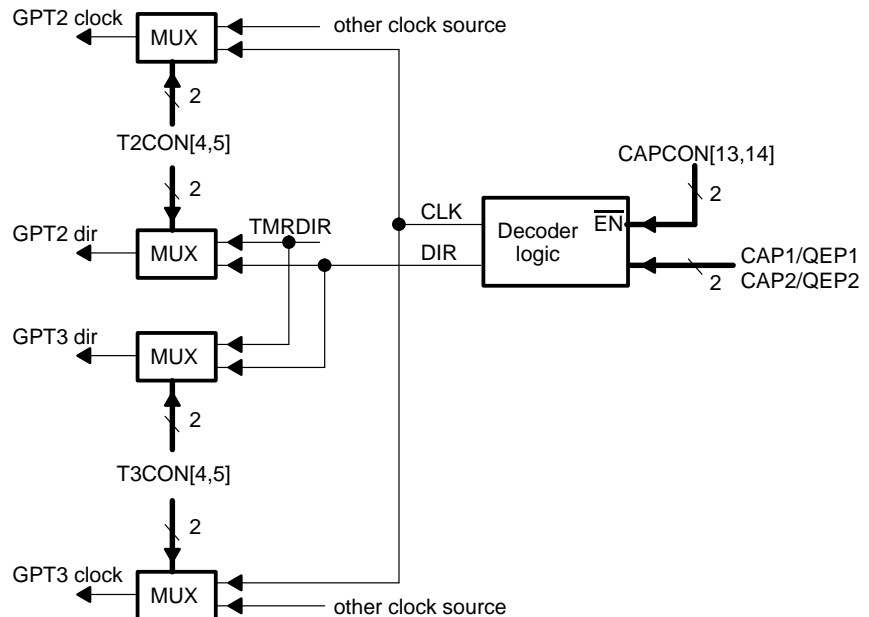 GPT2 clock
MUX
other clock source
2
T2CON[4,5]
2
CAPCON[13,14]
2
GPT2 dir
MUX
TMRDIR
CLK
DIR
Decoder
logic
EN
CAP1/QEP1
2 CAP2/QEP2
GPT3 dir
MUX
2
T3CON[4,5]
2
GPT3 clock
MUX
other clock source